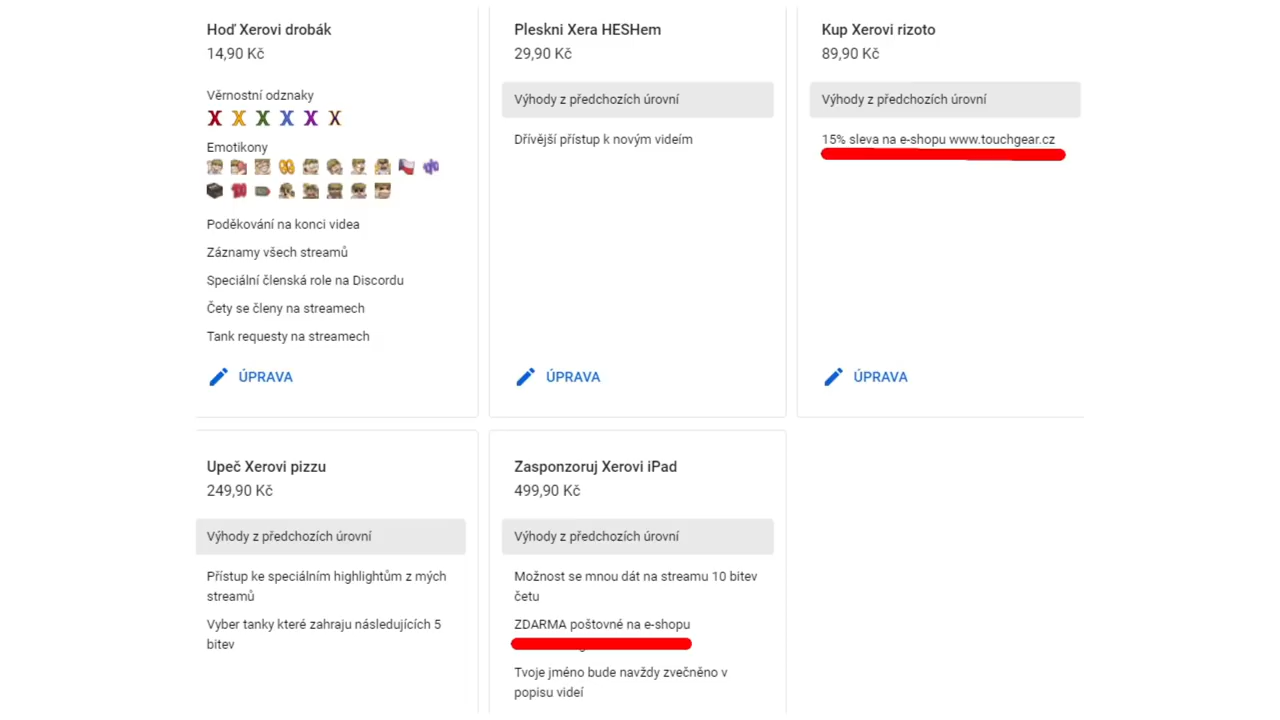 Hoď Xerovi drobák
14,90 Kč
Věrnostní odznaky
Emotikony
Poděkování na konci videa
Záznamy všech streamů
Speciální členská role na Discordu
Čety se členy na streamech
Tank requesty na streamech
ÚPRAVA
Pleskni Xera HESHem
29,90 Kč
Výhody z předchozích úrovní
Dřívější přístup k novým videím
ÚPRAVA
Kup Xerovi rizoto
89,90 Kč
Výhody z předchozích úrovní
15% sleva na e-shopu www.touchgear.cz
ÚPRAVA
Upeč Xerovi pizzu
249,90 Kč
Výhody z předchozích úrovní
Přístup ke speciálním highlightům z mých
streamů
Vyber tanky které zahraju následujících 5
bitev
Zasponzoruj Xerovi iPad
499,90 Kč
Výhody z předchozích úrovní
Možnost se mnou dát na streamu 10 bitev
četu
ZDARMA poštovné na e-shopu
Tvoje jméno bude navždy zvečněno v
popisu videí